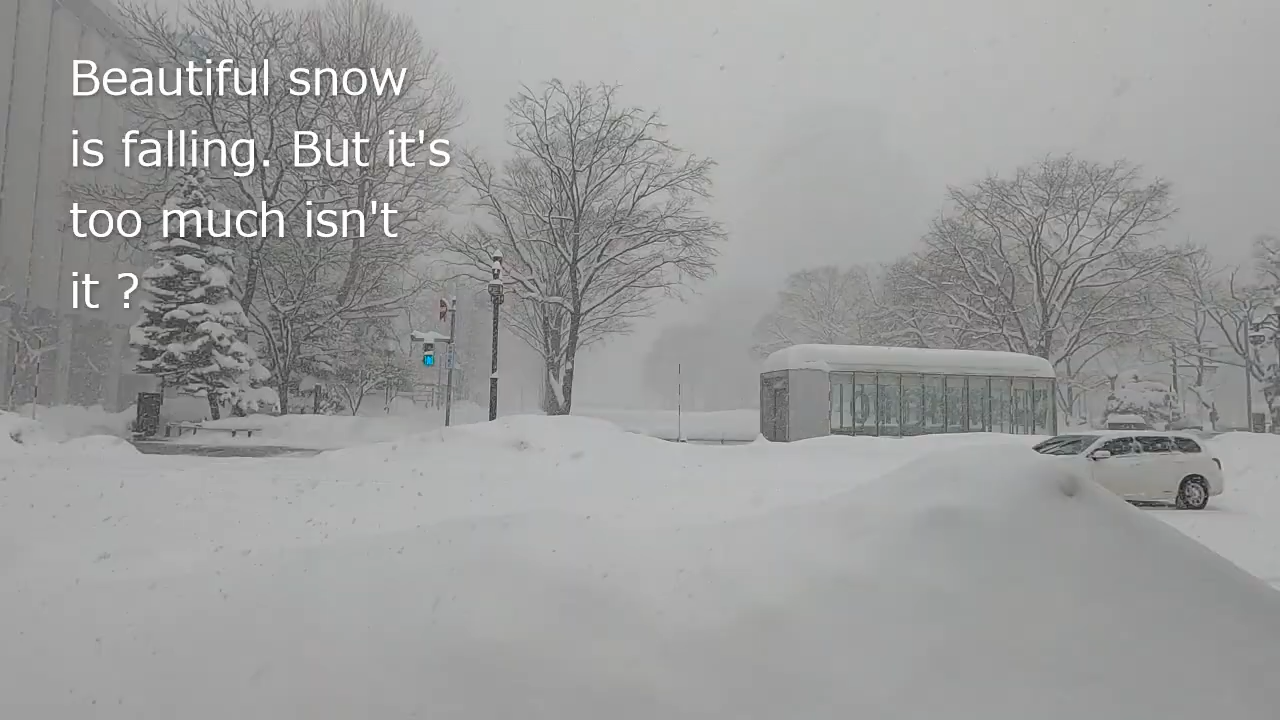 Beautiful snow
is falling. But it's
too much isn't
it ?